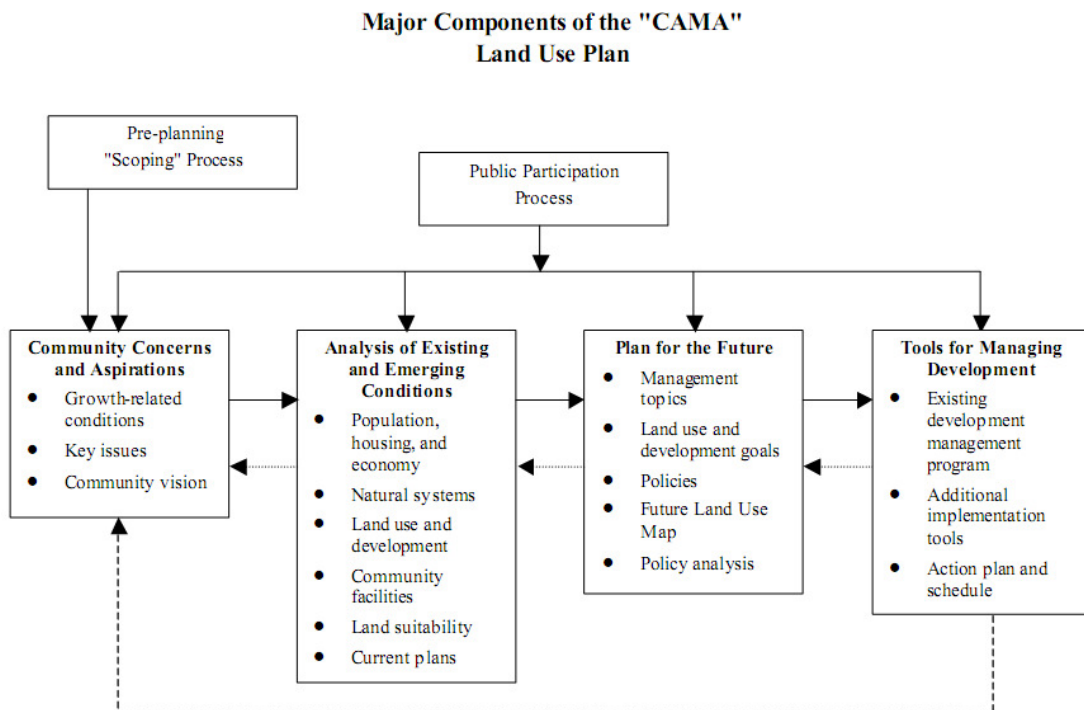 Major Components of the "CAMA"
Land Use Plan
Pre-planning
"Scoping" Process
Public Participation
Process
Community Concerns
and Aspirations
● Growth-related
conditions
● Key issues
● Community vision
Analysis of Existing
and Emerging
Conditions
● Population,
housing, and
economy
● Natural systems
● Land use and
development
● Community
facilities
● Land suitability
● Current plans
Plan for the Future
● Management
topics
● Land use and
development goals
● Policies
● Future Land Use
Map
● Policy analysis
Tools for Managing
Development
● Existing
development
management
program
● Additional
implementation
tools
● Action plan and
schedule